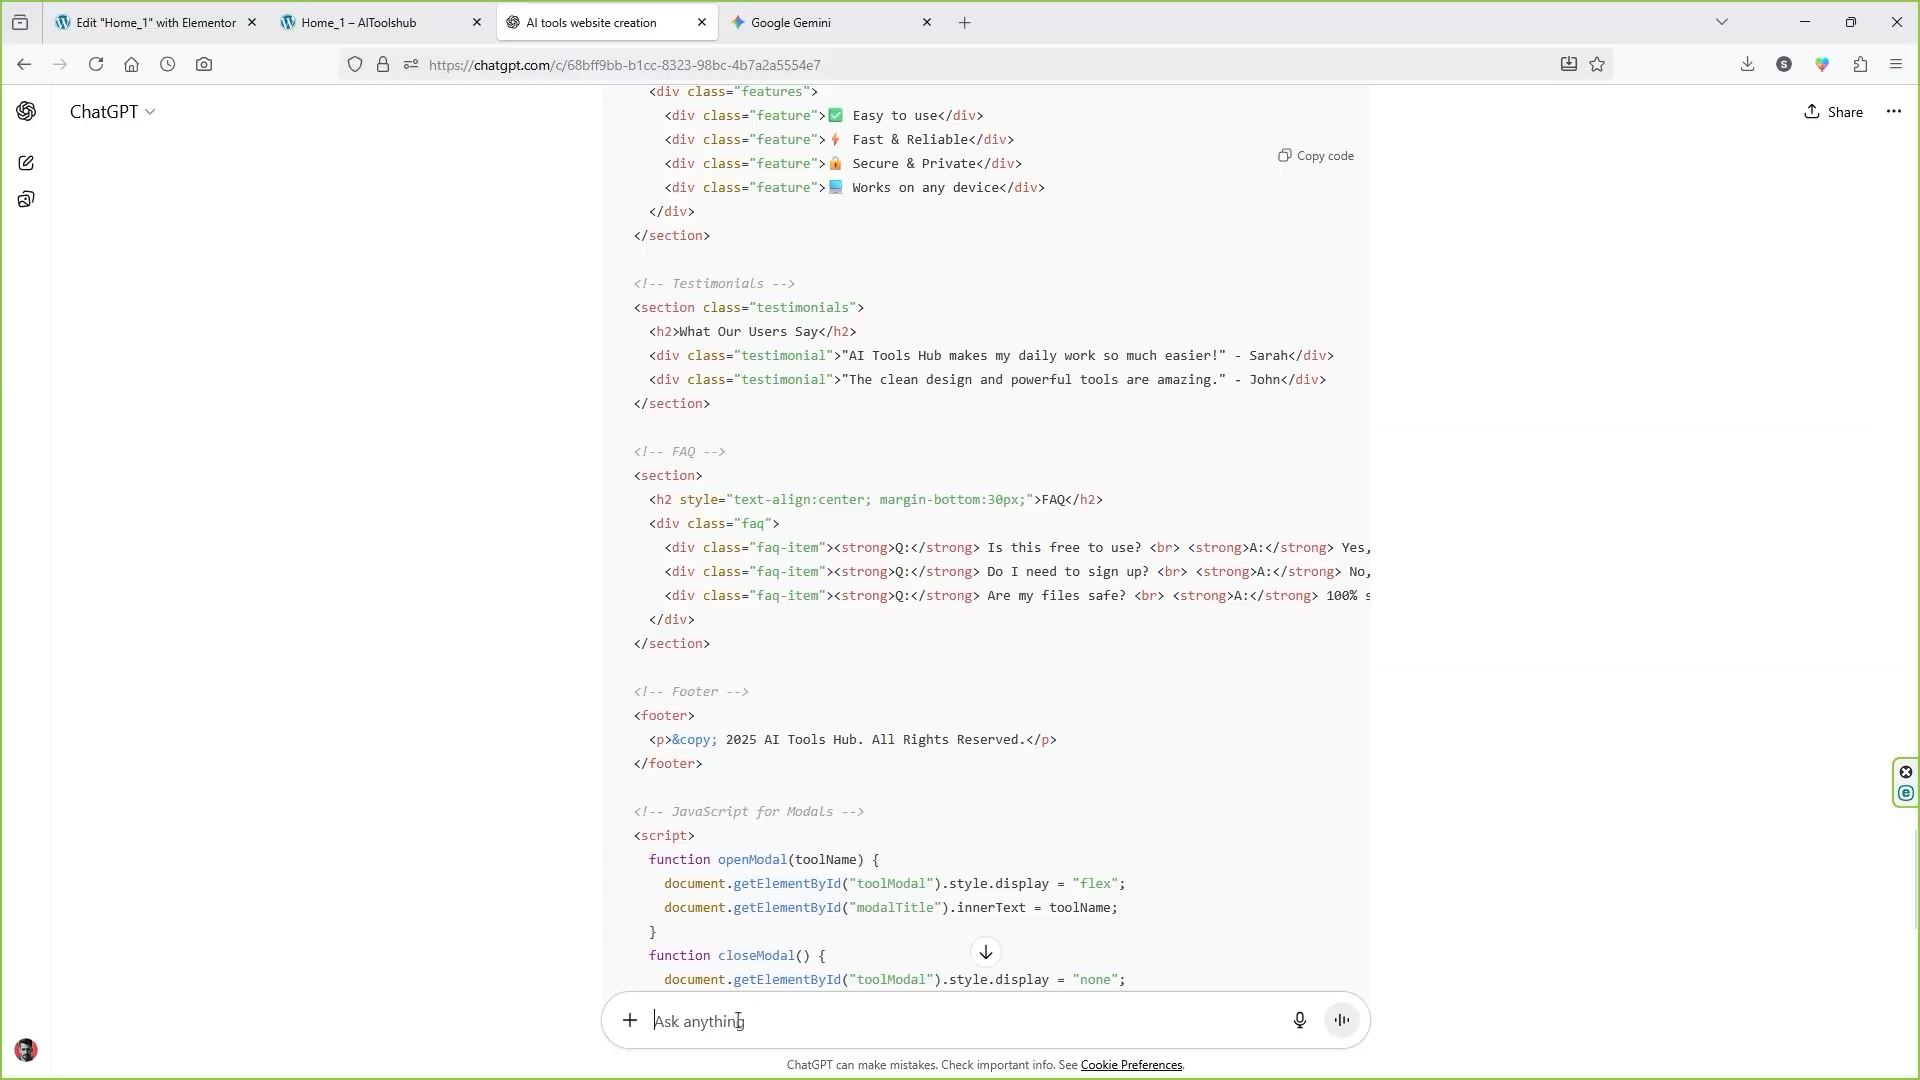 Edit "Home_1" with Elementor
Home_1 – AIToolshub
AI tools website creation
Google Gemini
https://chatgpt.com/c/68bff9bb-b1cc-8323-98bc-4b7a2a5554e7
S
ChatGPT
Share
Copy code
<div class="features">
<div class="feature">✅ Easy to use</div>
<div class="feature">⚡ Fast & Reliable</div>
<div class="feature">🔒 Secure & Private</div>
<div class="feature">💻 Works on any device</div>
</div>
</section>
<!-- Testimonials -->
<section class="testimonials">
<h2>What Our Users Say</h2>
<div class="testimonial">"AI Tools Hub makes my daily work so much easier!" - Sarah</div>
<div class="testimonial">"The clean design and powerful tools are amazing." - John</div>
</section>
<!-- FAQ -->
<section>
<h2 style="text-align:center; margin-bottom:30px;">FAQ</h2>
<div class="faq">
<div class="faq-item"><strong>Q:</strong> Is this free to use? <br> <strong>A:</strong> Yes,
<div class="faq-item"><strong>Q:</strong> Do I need to sign up? <br> <strong>A:</strong> No,
<div class="faq-item"><strong>Q:</strong> Are my files safe? <br> <strong>A:</strong> 100% s
</div>
</section>
<!-- Footer -->
<footer>
<p>&copy; 2025 AI Tools Hub. All Rights Reserved.</p>
</footer>
<!-- JavaScript for Modals -->
<script>
function openModal(toolName) {
document.getElementById("toolModal").style.display = "flex";
document.getElementById("modalTitle").innerText = toolName;
}
function closeModal() {
document.getElementById("toolModal").style.display = "none";
Ask anything
ChatGPT can make mistakes. Check important info. See Cookie Preferences.